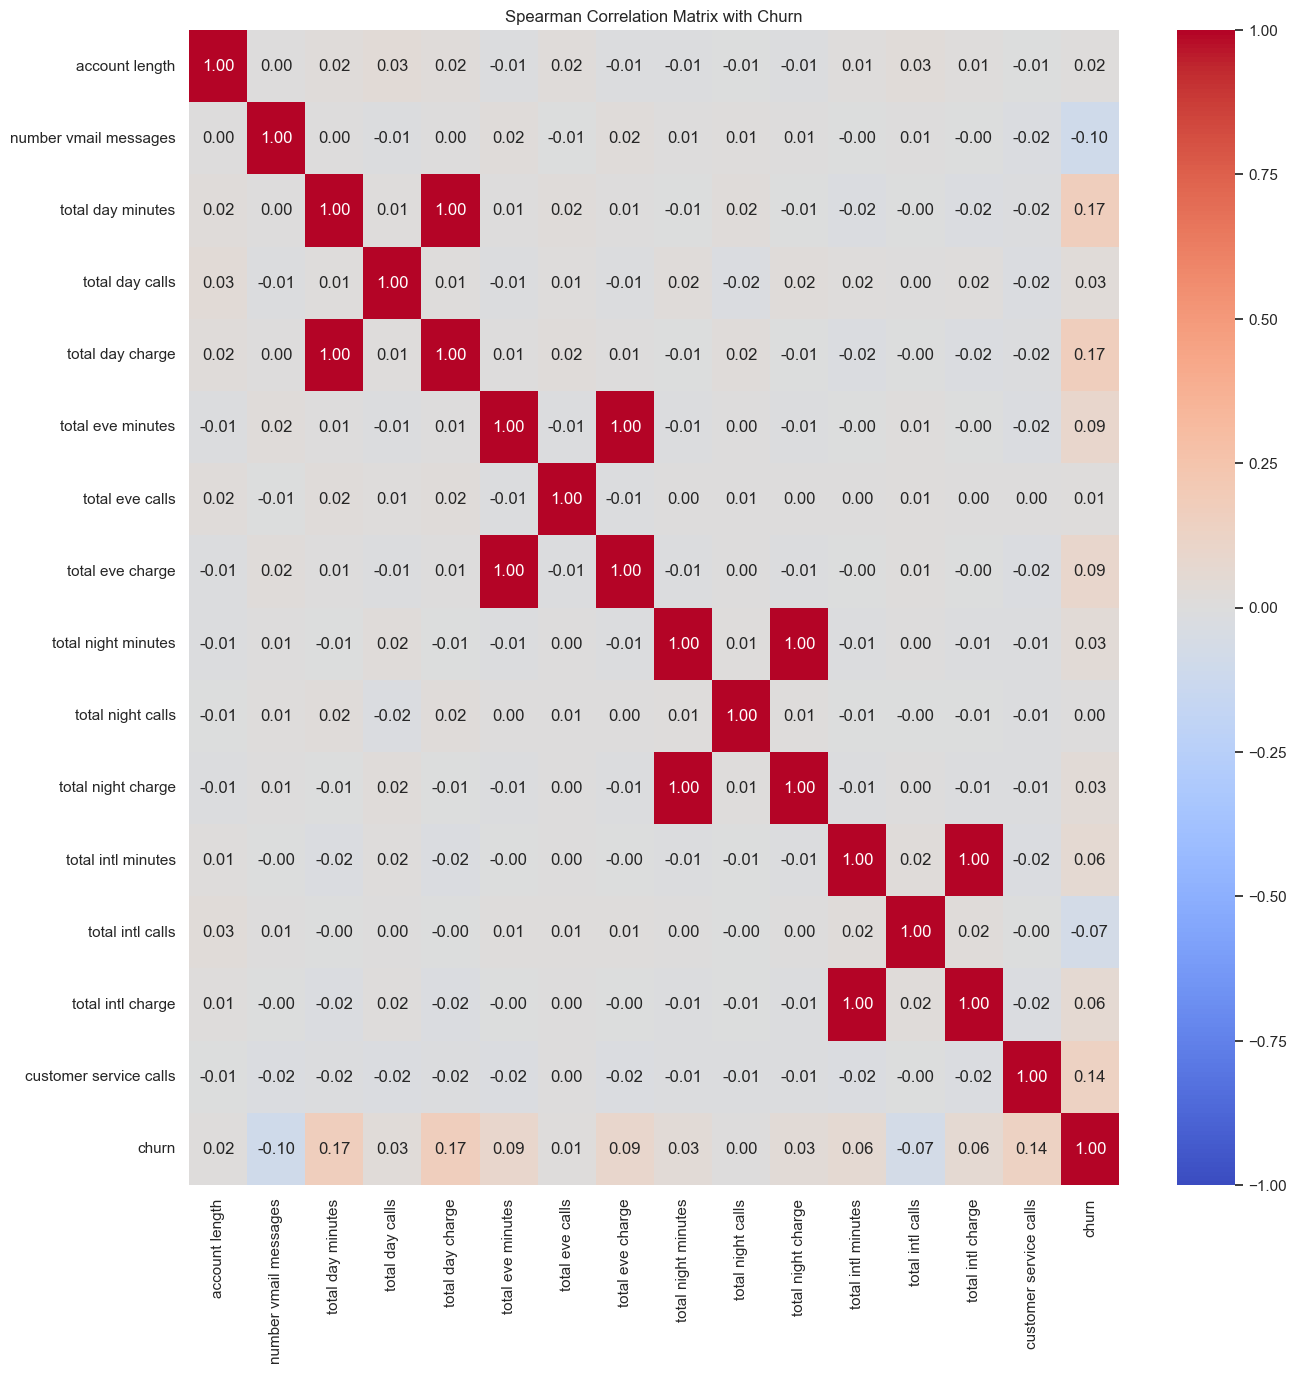 Spearman Correlation Matrix with Churn
account length 1.00 0.00 0.02 0.03 0.02 -0.01 0.02 -0.01 -0.01 -0.01 -0.01 0.01 0.03 0.01 -0.01 0.02
number vmail messages 0.00 1.00 0.00 -0.01 0.00 0.02 -0.01 0.02 0.01 0.01 0.01 -0.00 0.01 -0.00 -0.02 -0.10
total day minutes 0.02 0.00 1.00 0.01 1.00 0.01 0.02 0.01 -0.01 0.02 -0.01 -0.02 -0.00 -0.02 -0.02 0.17
total day calls 0.03 -0.01 0.01 1.00 0.01 -0.01 0.01 -0.01 0.02 -0.02 0.02 0.02 0.00 0.02 -0.02 0.03
total day charge 0.02 0.00 1.00 0.01 1.00 0.01 0.02 0.01 -0.01 0.02 -0.01 -0.02 -0.00 -0.02 -0.02 0.17
total eve minutes -0.01 0.02 0.01 -0.01 0.01 1.00 -0.01 1.00 -0.01 0.00 -0.01 -0.00 0.01 -0.00 -0.02 0.09
total eve calls 0.02 -0.01 0.02 0.01 0.02 -0.01 1.00 -0.01 0.00 0.01 0.00 0.00 0.01 0.00 0.00 0.01
total eve charge -0.01 0.02 0.01 -0.01 0.01 1.00 -0.01 1.00 -0.01 0.00 -0.01 -0.00 0.01 -0.00 -0.02 0.09
total night minutes -0.01 0.01 -0.01 0.02 -0.01 -0.01 0.00 -0.01 1.00 0.01 1.00 -0.01 0.00 -0.01 -0.01 0.03
total night calls -0.01 0.01 0.02 -0.02 0.02 0.00 0.01 0.00 0.01 1.00 0.01 -0.01 -0.00 -0.01 -0.01 0.00
total night charge -0.01 0.01 -0.01 0.02 -0.01 -0.01 0.00 -0.01 1.00 0.01 1.00 -0.01 0.00 -0.01 -0.01 0.03
total intl minutes 0.01 -0.00 -0.02 0.02 -0.02 -0.00 0.00 -0.00 -0.01 -0.01 -0.01 1.00 0.02 1.00 -0.02 0.06
total intl calls 0.03 0.01 -0.00 0.00 -0.00 0.01 0.01 0.01 0.00 -0.00 0.00 0.02 1.00 0.02 -0.00 -0.07
total intl charge 0.01 -0.00 -0.02 0.02 -0.02 -0.00 0.00 -0.00 -0.01 -0.01 -0.01 1.00 0.02 1.00 -0.02 0.06
customer service calls -0.01 -0.02 -0.02 -0.02 -0.02 -0.02 0.00 -0.02 -0.01 -0.01 -0.01 -0.02 -0.00 -0.02 1.00 0.14
churn 0.02 -0.10 0.17 0.03 0.17 0.09 0.01 0.09 0.03 0.00 0.03 0.06 -0.07 0.06 0.14 1.00
account length
number vmail messages
total day minutes
total day calls
total day charge
total eve minutes
total eve calls
total eve charge
total night minutes
total night calls
total night charge
total intl minutes
total intl calls
total intl charge
customer service calls
churn
1.00
0.75
0.50
0.25
0.00
−0.25
−0.50
−0.75
−1.00